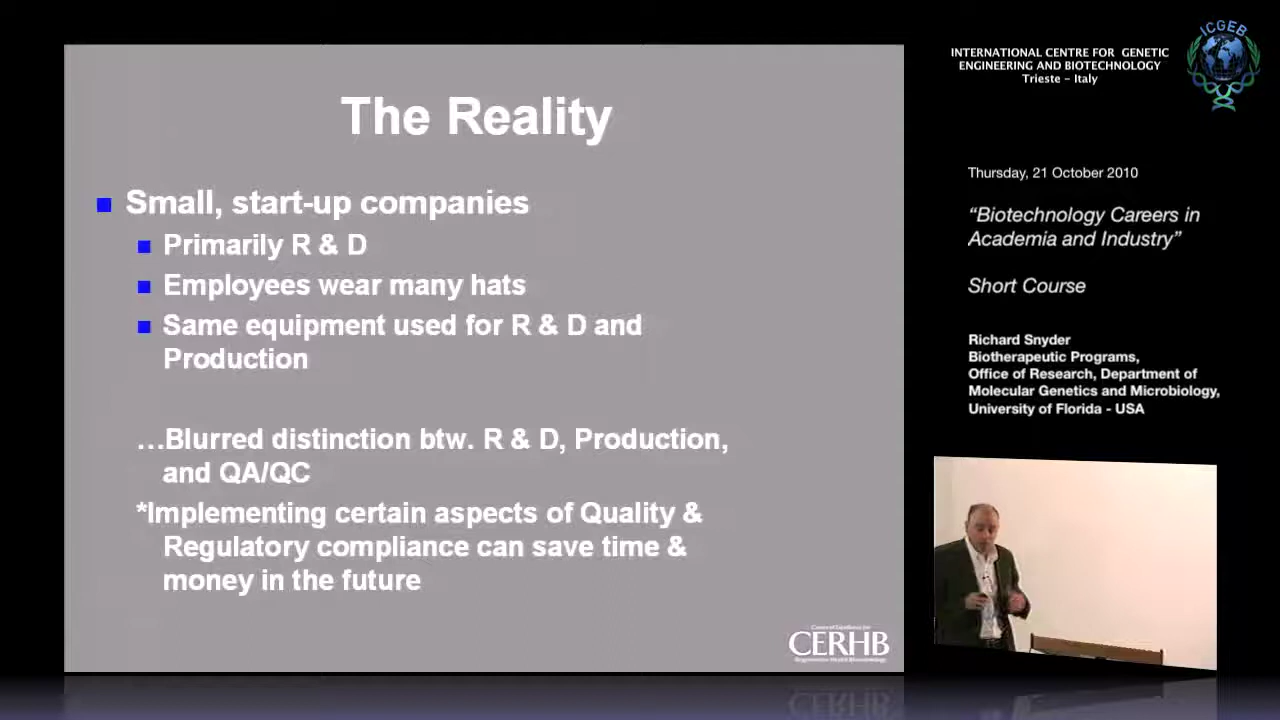 The Reality
Small, start-up companies
Primarily R & D
Employees wear many hats
Same equipment used for R & D and
Production
…Blurred distinction btw. R & D, Production,
and QA/QC
*Implementing certain aspects of Quality &
Regulatory compliance can save time &
money in the future
CERHB
ICGEB
INTERNATIONAL CENTRE FOR GENETIC
ENGINEERING AND BIOTECHNOLOGY
Trieste - Italy
Thursday, 21 October 2010
“Biotechnology Careers in
Academia and Industry”
Short Course
Richard Snyder
Biotherapeutic Programs,
Office of Research, Department of
Molecular Genetics and Microbiology,
University of Florida - USA